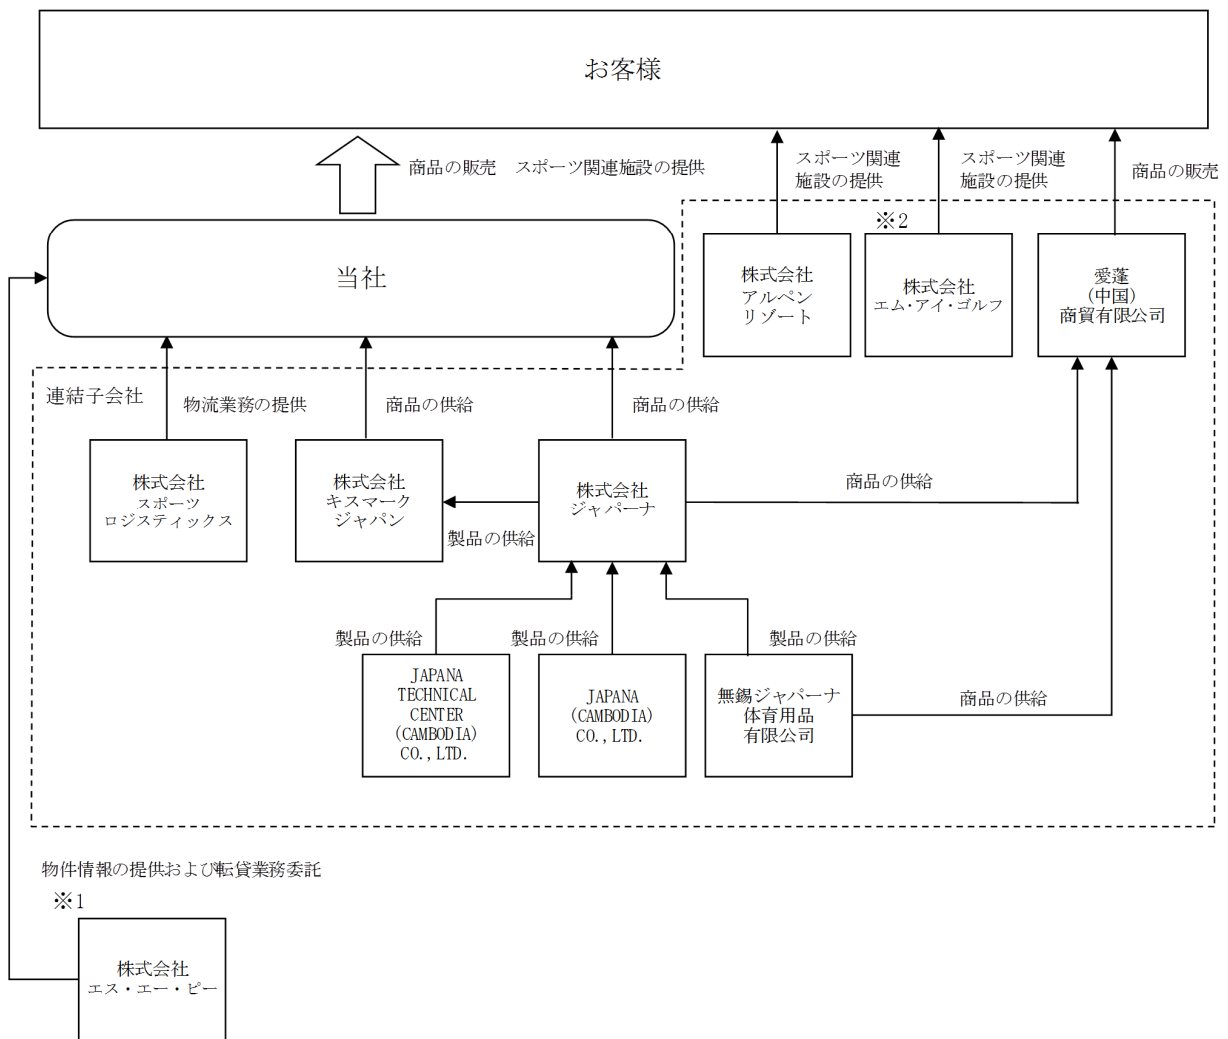 お客様
商品の販売　スポーツ関連施設の提供
スポーツ関連
施設の提供
スポーツ関連
施設の提供
商品の販売
※2
当社
株式会社
アルペン
リゾート
株式会社
エム・アイ・ゴルフ
愛蓬
(中国)
商貿有限公司
連結子会社
物流業務の提供
商品の供給
商品の供給
株式会社
スポーツ
ロジスティックス
株式会社
キスマーク
ジャパン
株式会社
ジャパーナ
商品の供給
製品の供給
製品の供給
製品の供給
製品の供給
JAPANA
TECHNICAL
CENTER
(CAMBODIA)
CO.,LTD.
JAPANA
(CAMBODIA)
CO.,LTD.
無錫ジャパーナ
体育用品
有限公司
商品の供給
物件情報の提供および転貸業務委託
※1
株式会社
エス・エー・ピー